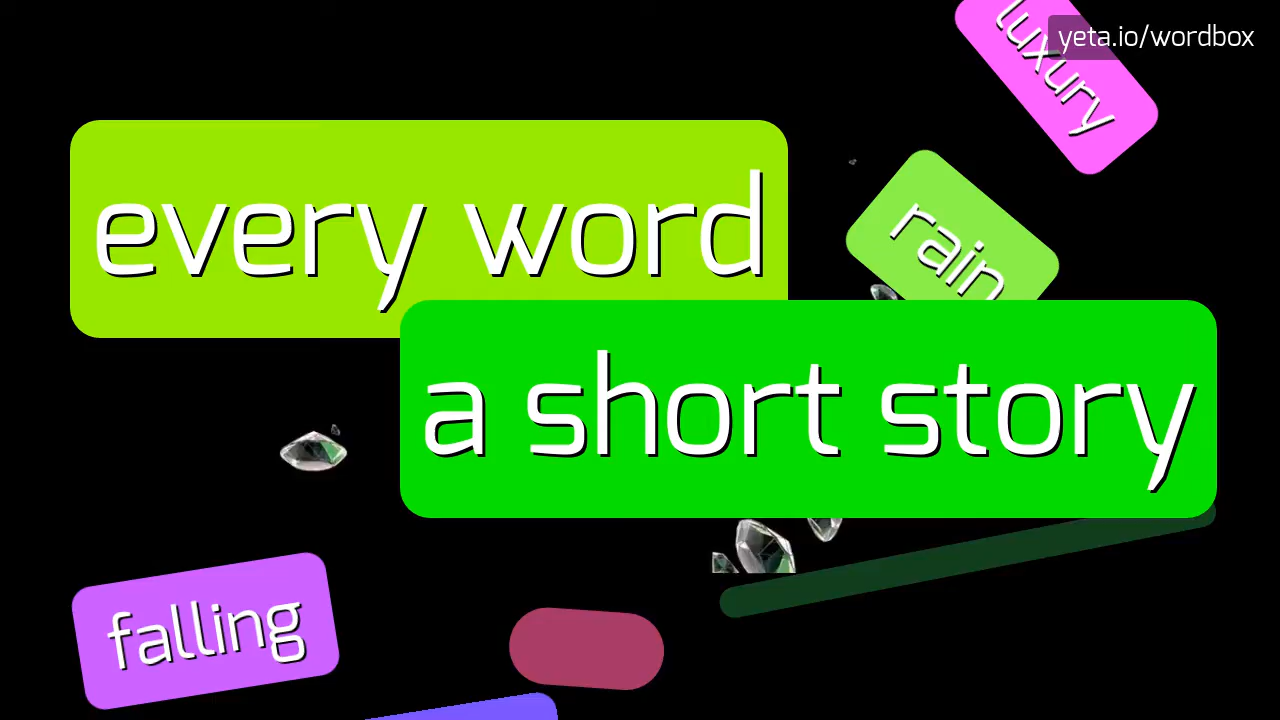 luxury
yeta.io/wordbox
every word
rain
a short story
falling